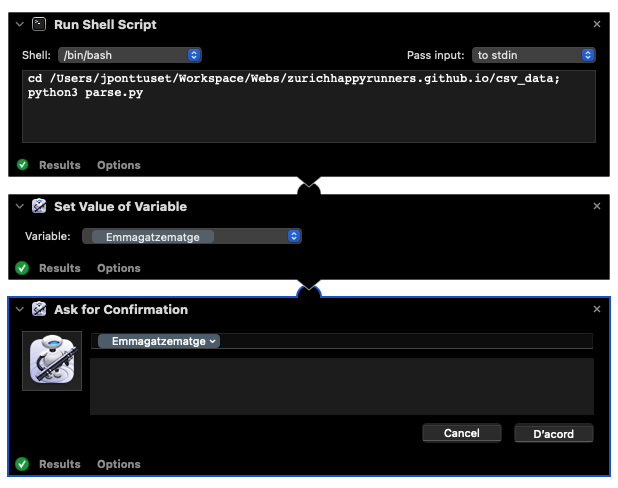 Run Shell Script
Shell: /bin/bash Pass input: to stdin
cd /Users/jponttuset/Workspace/Webs/zurichhappyrunners.github.io/csv_data;
python3 parse.py
Results Options
Set Value of Variable
Variable: Emmagatzematge
Results Options
Ask for Confirmation
Emmagatzematge
Cancel D'acord
Results Options